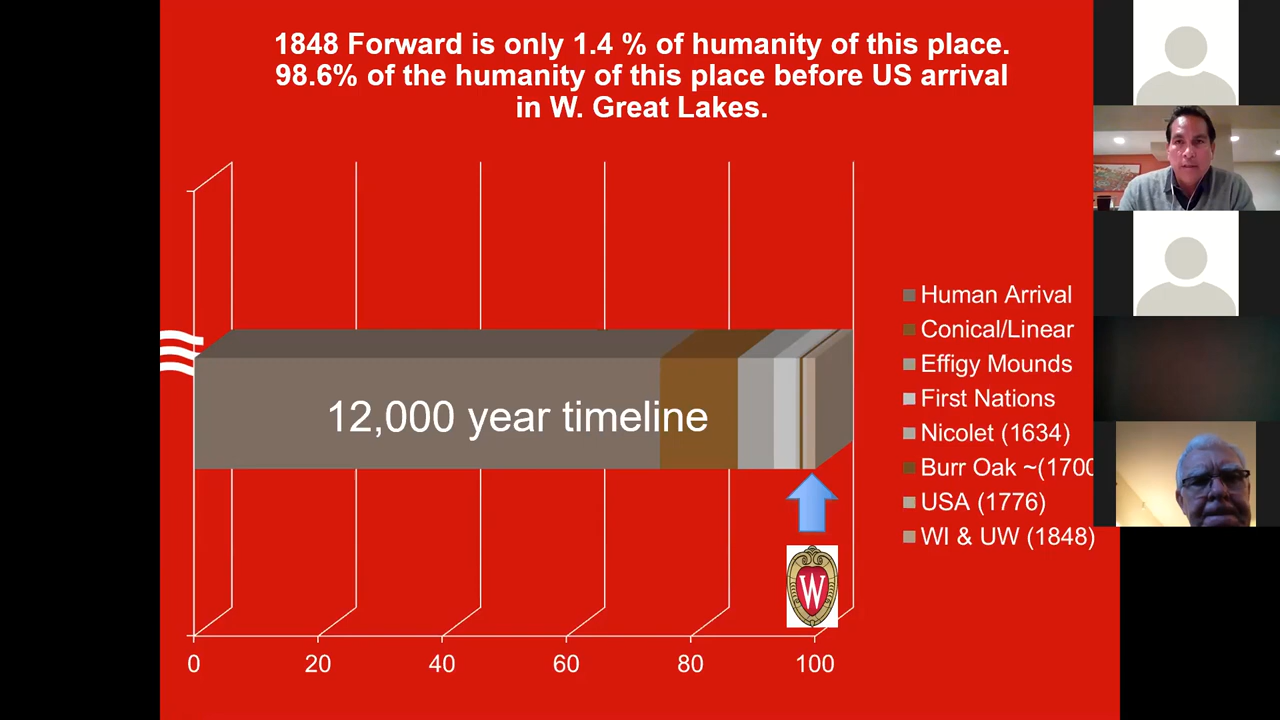 1848 Forward is only 1.4 % of humanity of this place.
98.6% of the humanity of this place before US arrival
in W. Great Lakes.
12,000 year timeline
Human Arrival
Conical/Linear
Effigy Mounds
First Nations
Nicolet (1634)
Burr Oak ~(1700
USA (1776)
WI & UW (1848)
W
0 20 40 60 80 100